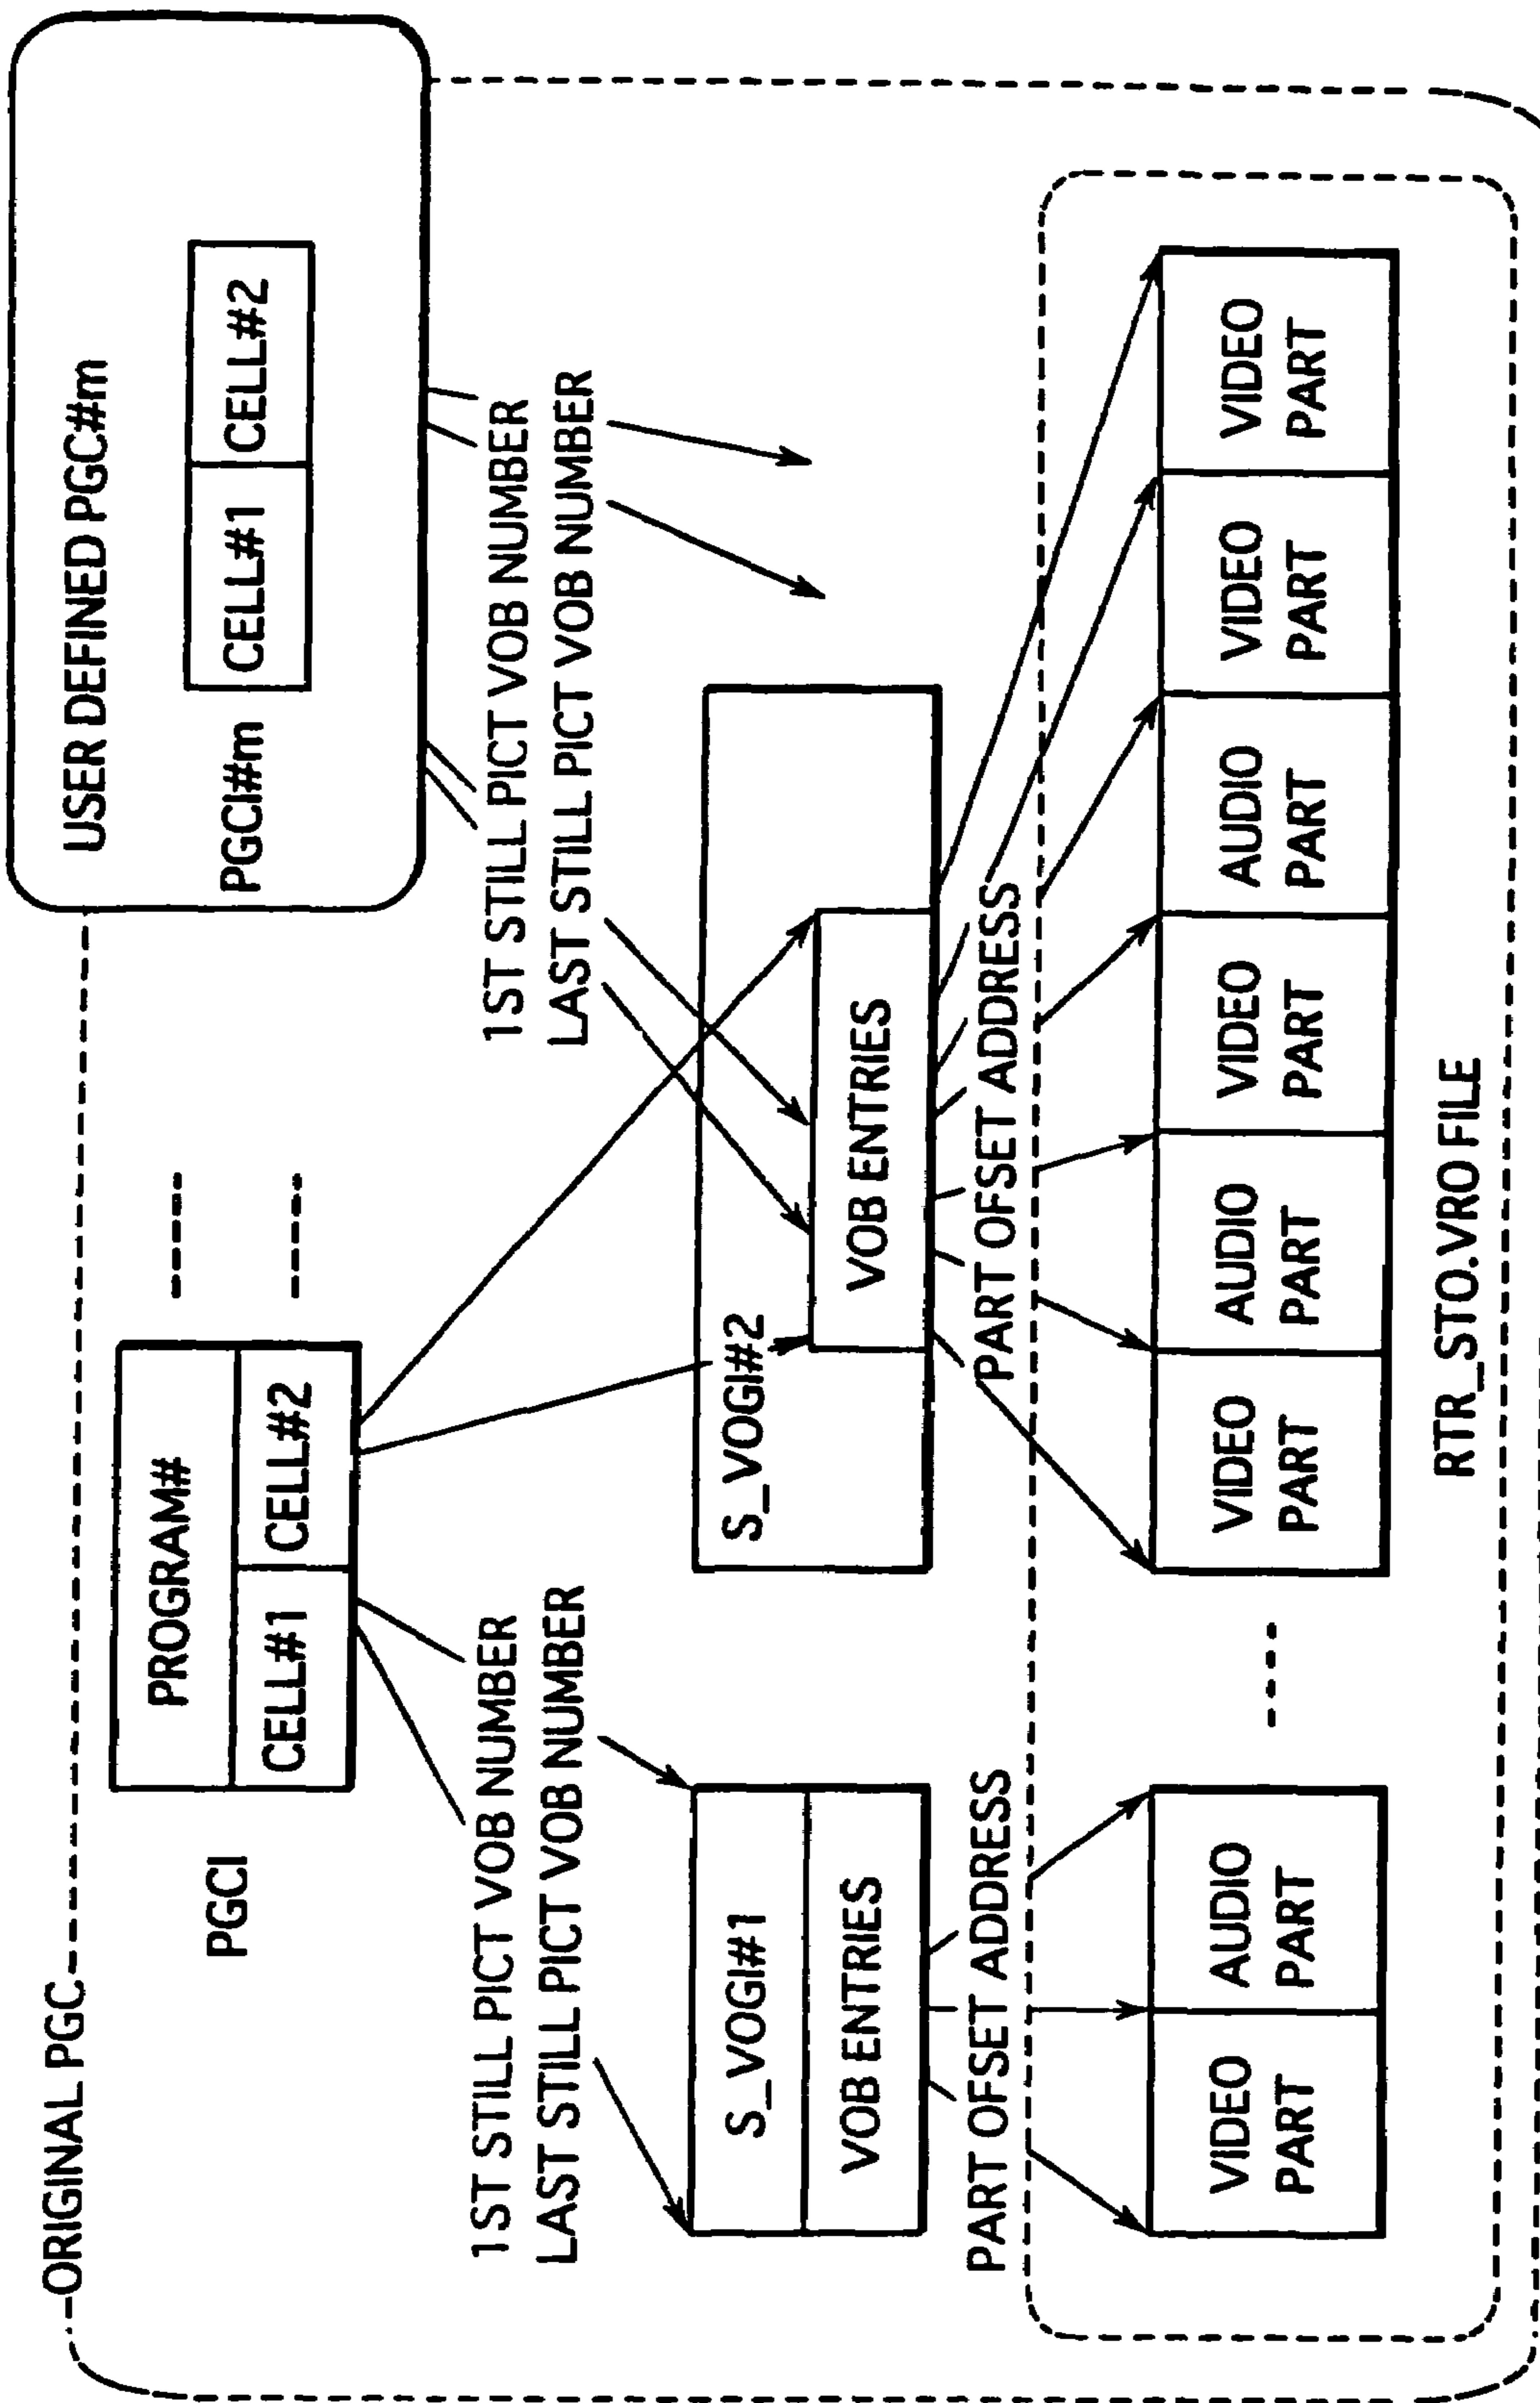 ORIGINAL PGC
USER DEFINED PGC#m
PGCI
PROGRAM#
CELL#1
CELL#2
PGCI#m
CELL#1
CELL#2
1ST STILL PICT VOB NUMBER
LAST STILL PICT VOB NUMBER
1ST STILL PICT VOB NUMBER
LAST STILL PICT VOB NUMBER
S_VOGI#1
VOB ENTRIES
S_VOGI#2
VOB ENTRIES
PART OFSET ADDRESS
PART OFSET ADDRESS
VIDEO
PART
AUDIO
PART
VIDEO
PART
AUDIO
PART
VIDEO
PART
AUDIO
PART
VIDEO
PART
VIDEO
PART
RTR_STO.VRO FILE